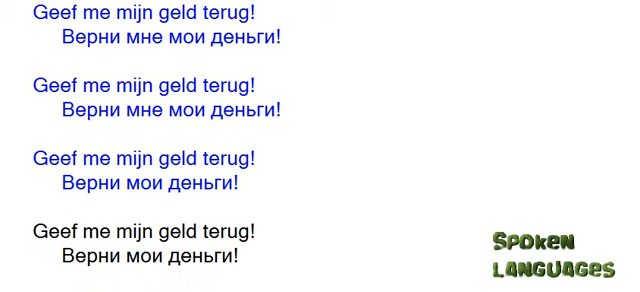 Geef me mijn geld terug!
Верни мне мои деньги!
Geef me mijn geld terug!
Верни мне мои деньги!
Geef me mijn geld terug!
Верни мои деньги!
Geef me mijn geld terug!
Верни мои деньги!
SPOKEN
LANGUAGES